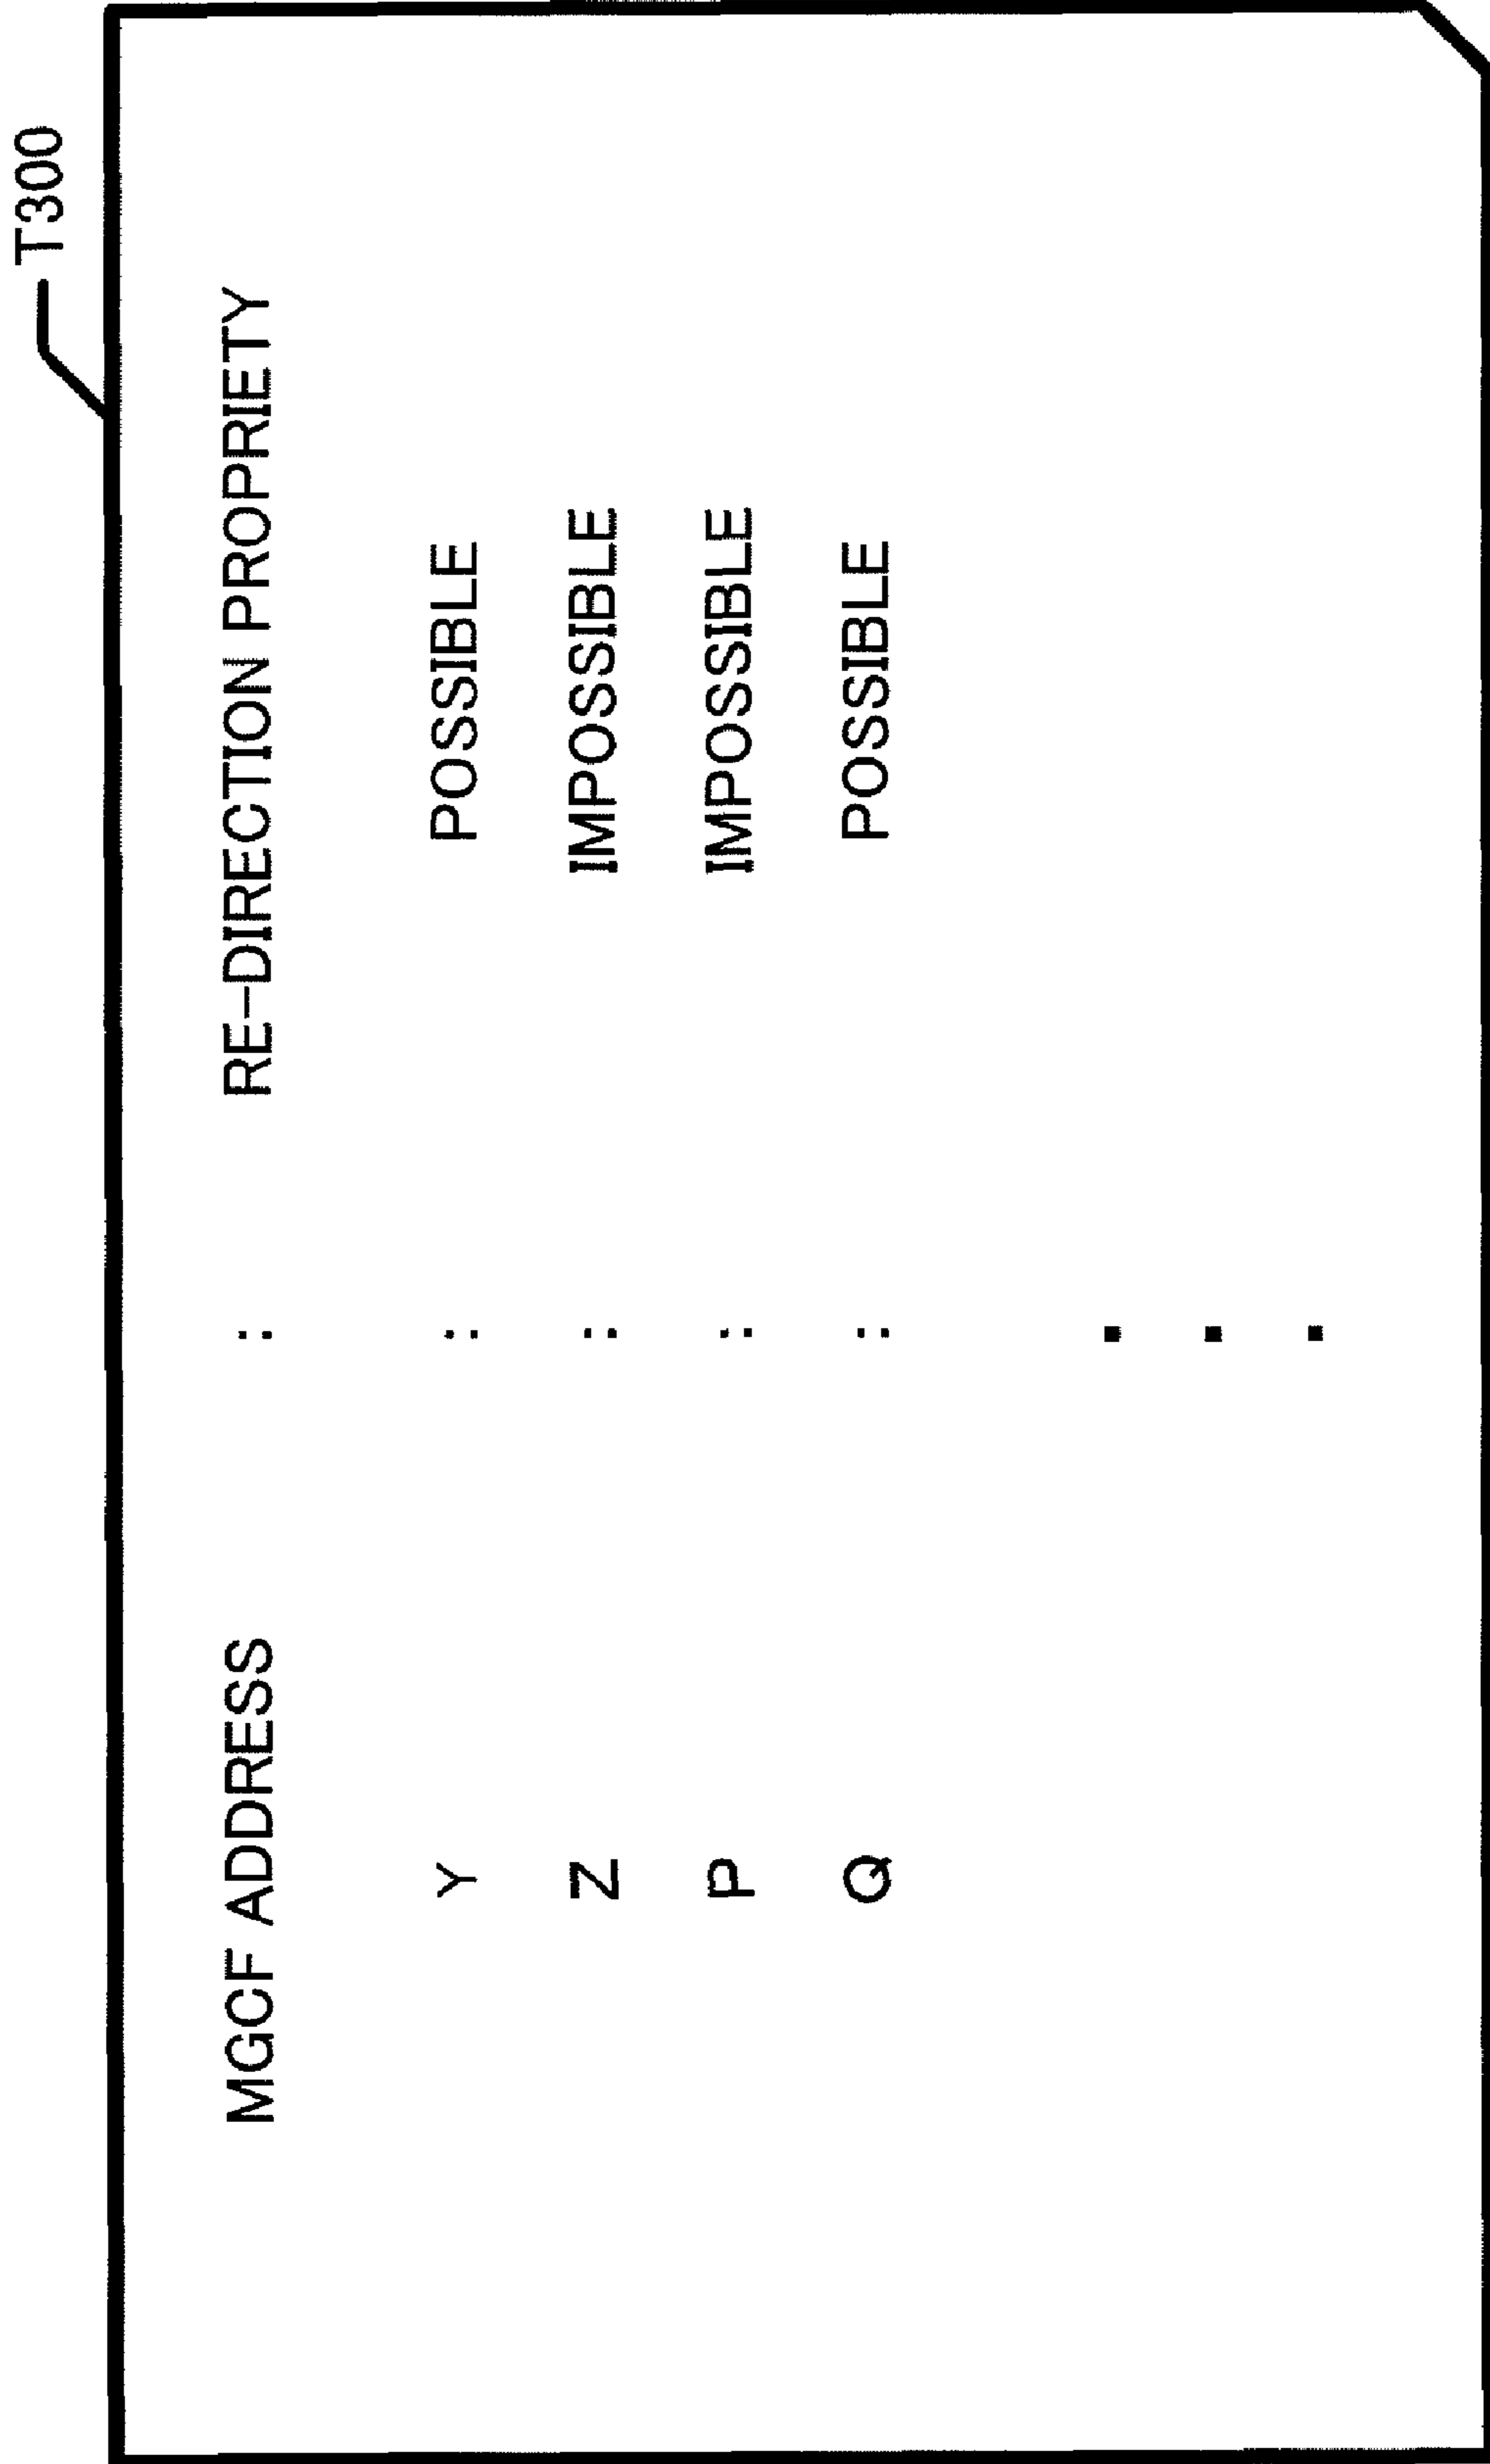 T300
MGCF ADDRESS : RE-DIRECTION PROPRIETY
Y : POSSIBLE
Z : IMPOSSIBLE
P : IMPOSSIBLE
Q : POSSIBLE